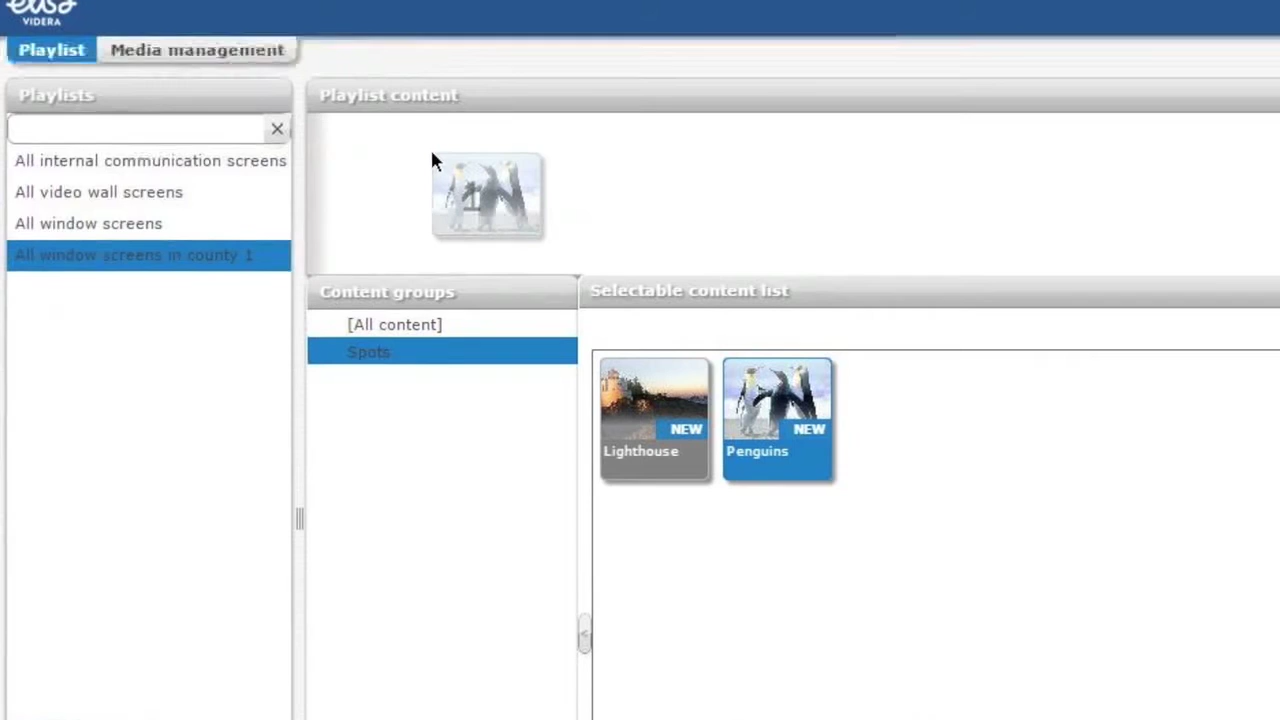 elisa
VIDERA
Playlist
Media management
Playlists
Playlist content
All internal communication screens
All video wall screens
All window screens
All window screens in county 1
Content groups
[All content]
Spots
Selectable content list
NEW
Lighthouse
NEW
Penguins